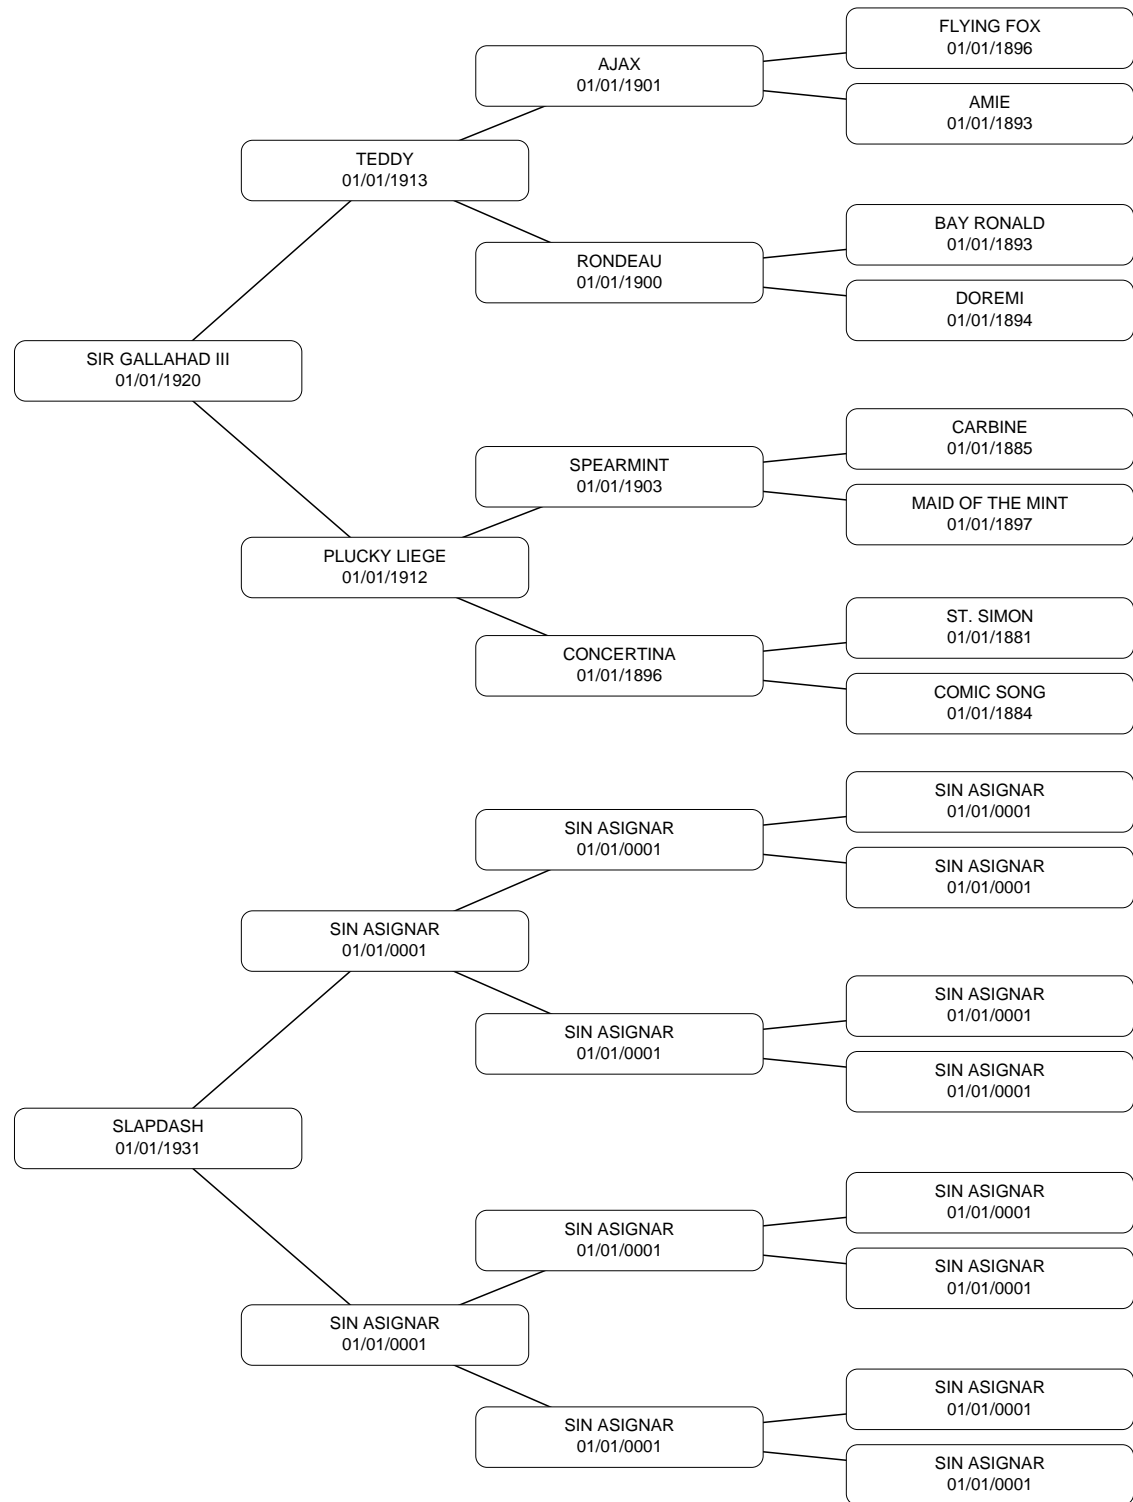 FLYING FOX
01/01/1896
AJAX
01/01/1901
AMIE
01/01/1893
TEDDY
01/01/1913
BAY RONALD
01/01/1893
RONDEAU
01/01/1900
DOREMI
01/01/1894
SIR GALLAHAD III
01/01/1920
CARBINE
01/01/1885
SPEARMINT
01/01/1903
MAID OF THE MINT
01/01/1897
PLUCKY LIEGE
01/01/1912
ST. SIMON
01/01/1881
CONCERTINA
01/01/1896
COMIC SONG
01/01/1884
SIN ASIGNAR
01/01/0001
SIN ASIGNAR
01/01/0001
SIN ASIGNAR
01/01/0001
SIN ASIGNAR
01/01/0001
SIN ASIGNAR
01/01/0001
SIN ASIGNAR
01/01/0001
SIN ASIGNAR
01/01/0001
SLAPDASH
01/01/1931
SIN ASIGNAR
01/01/0001
SIN ASIGNAR
01/01/0001
SIN ASIGNAR
01/01/0001
SIN ASIGNAR
01/01/0001
SIN ASIGNAR
01/01/0001
SIN ASIGNAR
01/01/0001
SIN ASIGNAR
01/01/0001